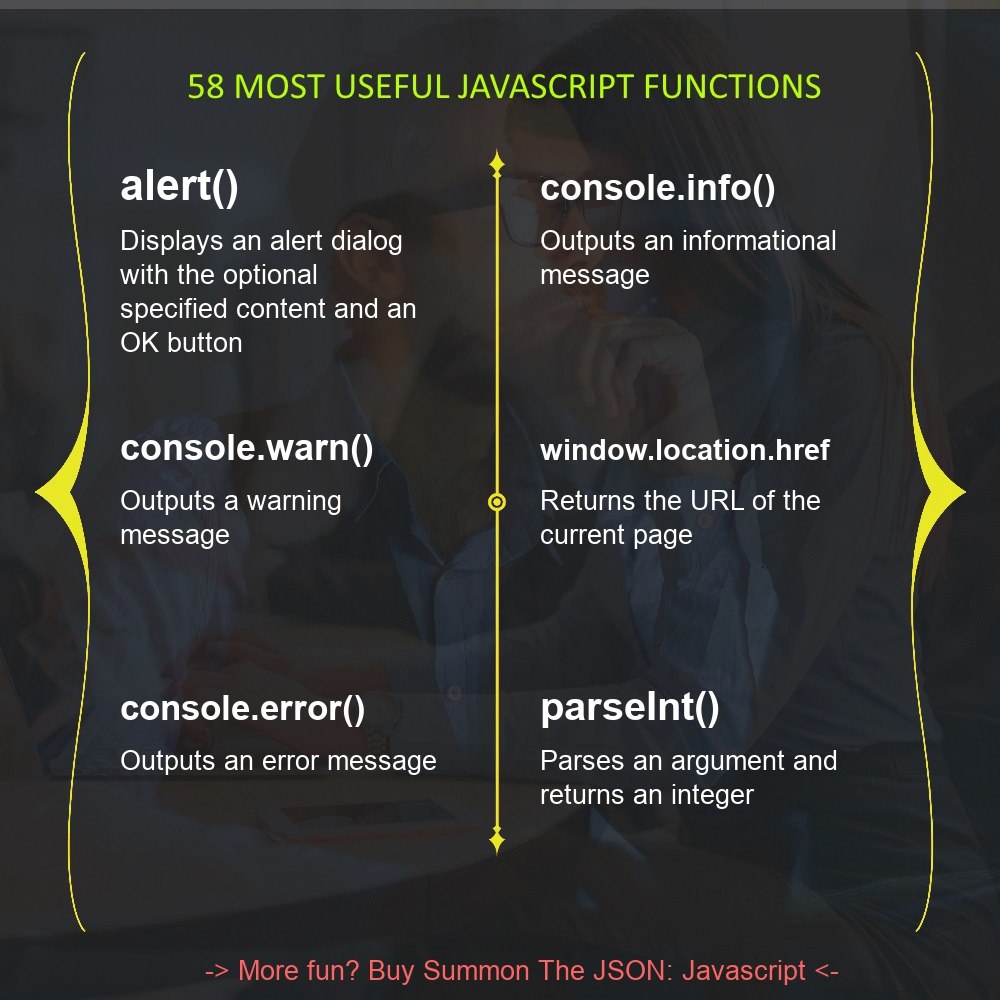 58 MOST USEFUL JAVASCRIPT FUNCTIONS
alert()
Displays an alert dialog
with the optional
specified content and an
OK button
console.info()
Outputs an informational
message
console.warn()
Outputs a warning
message
window.location.href
Returns the URL of the
current page
console.error()
Outputs an error message
parseInt()
Parses an argument and
returns an integer
-> More fun? Buy Summon The JSON: Javascript <-